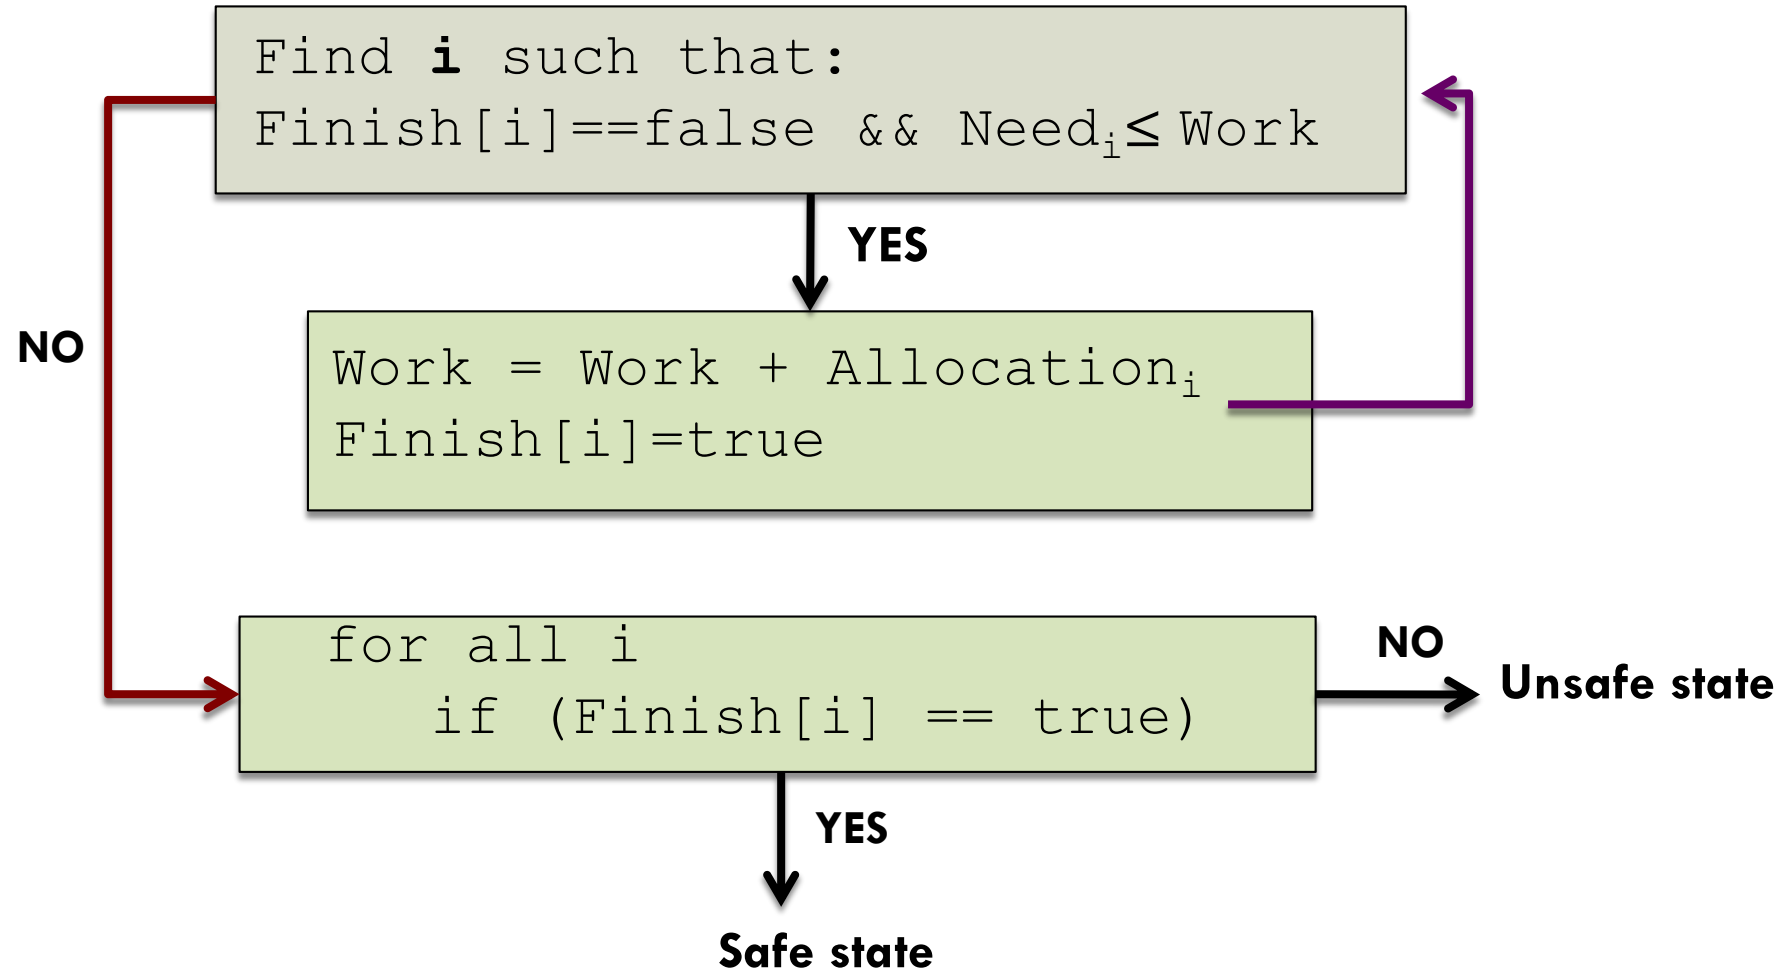 Find i such that:
Finish[i]==false && Needᵢ≤ Work
YES
NO
Work = Work + Allocationᵢ
Finish[i]=true
for all i
if (Finish[i] == true)
NO
Unsafe state
YES
Safe state